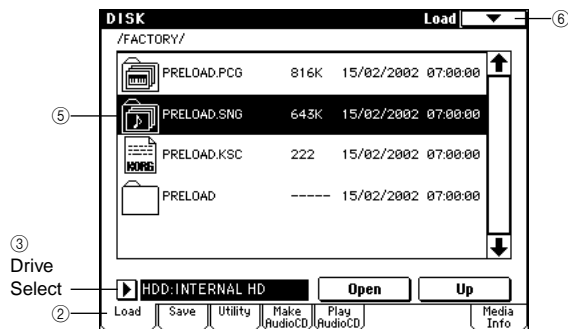 DISK Load ⑥
/FACTORY/
PRELOAD.PCG 816K 15/02/2002 07:00:00
⑤ PRELOAD.SNG 643K 15/02/2002 07:00:00
KORG PRELOAD.KSC 222 15/02/2002 07:00:00
PRELOAD ----- 15/02/2002 07:00:00
③
Drive
Select HDD:INTERNAL HD Open Up
② Load Save Utility Make AudioCD Play AudioCD Media Info